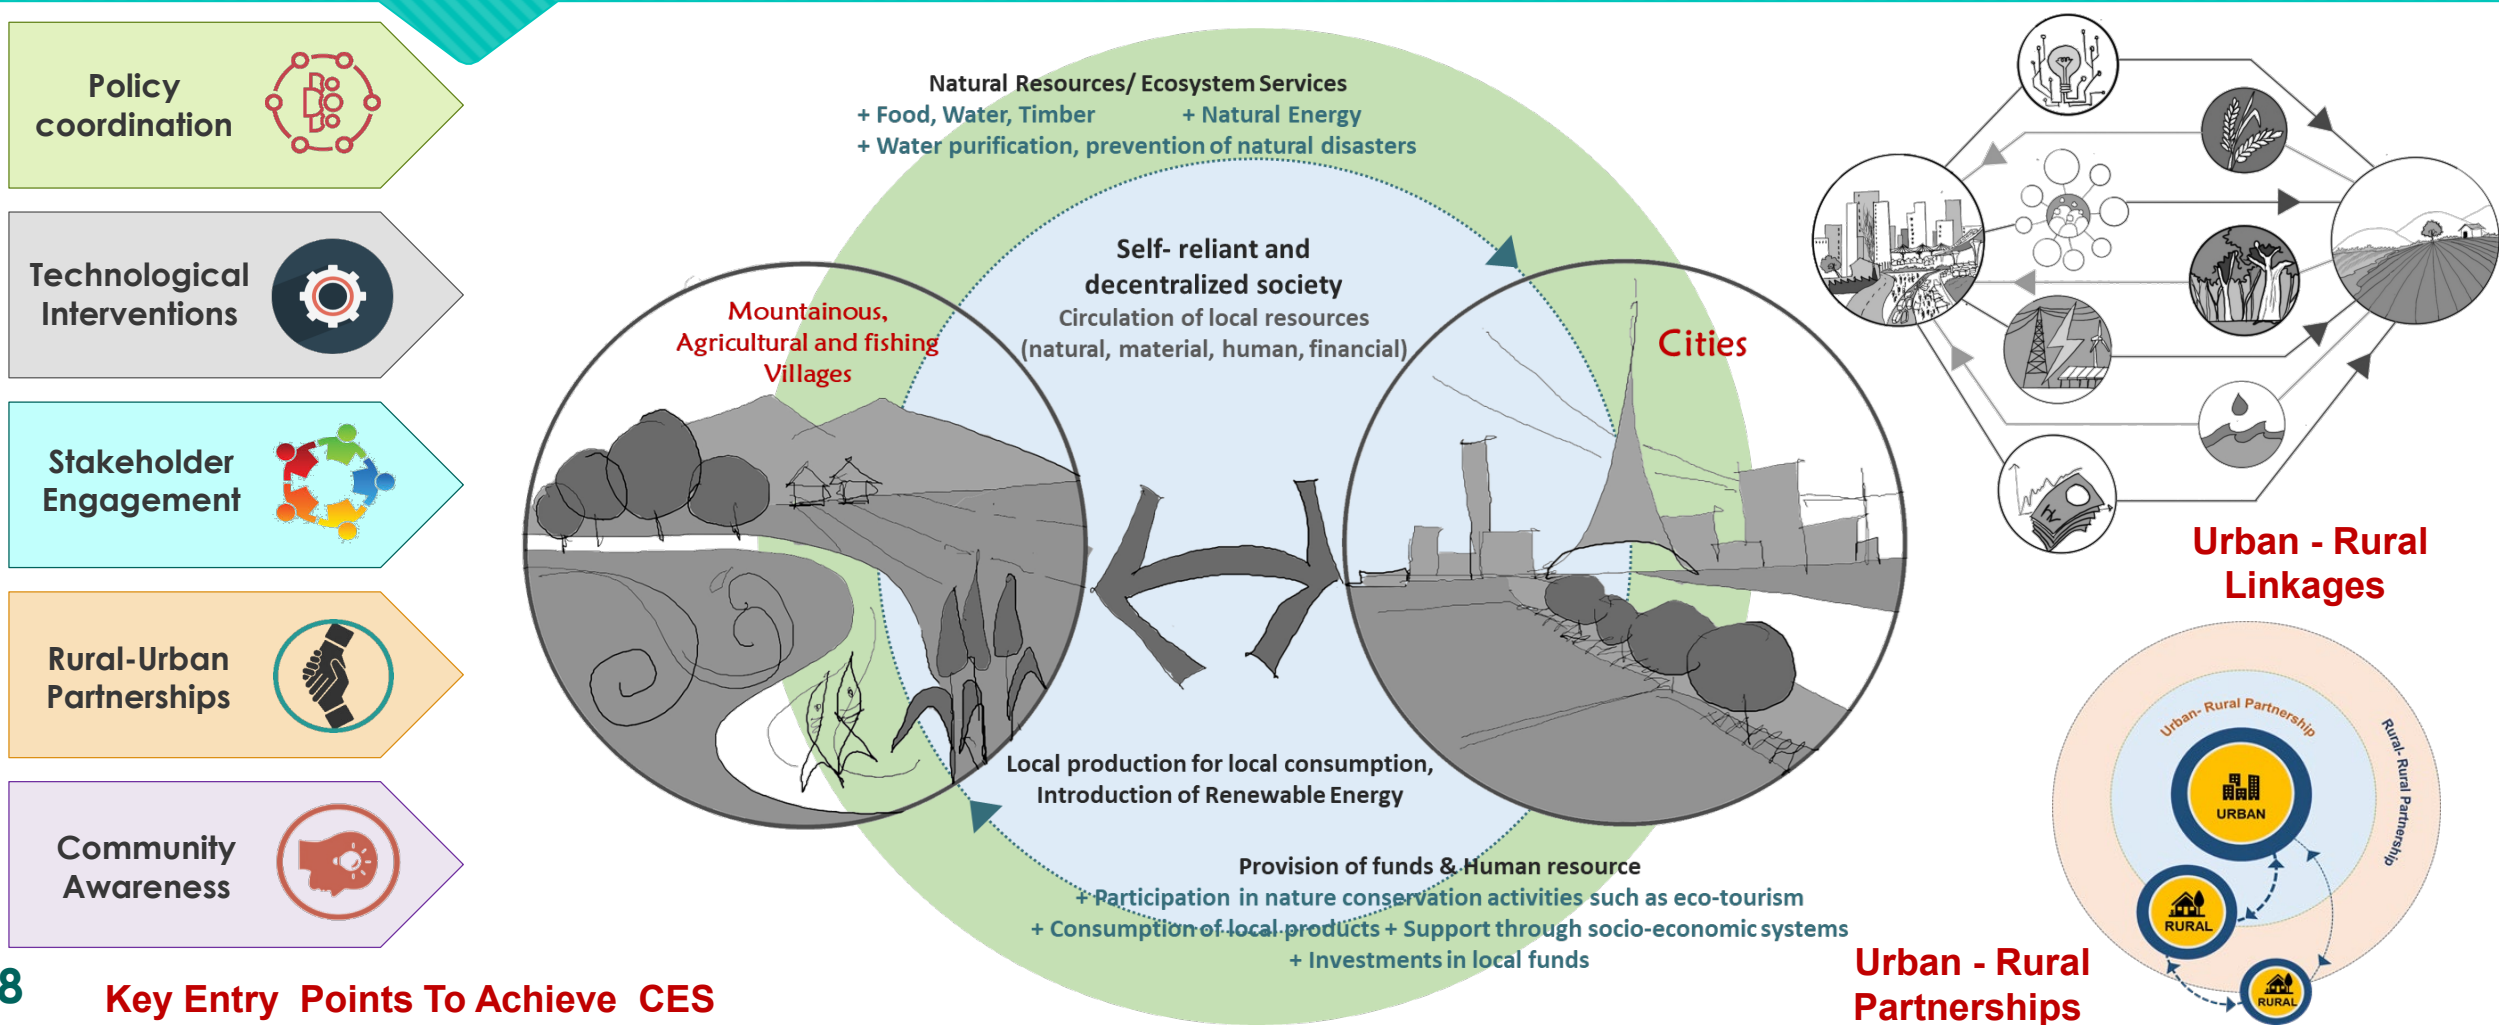 Policy
coordination
Technological
Interventions
Stakeholder
Engagement
Rural-Urban
Partnerships
Community
Awareness
8
Key Entry Points To Achieve CES
Natural Resources/ Ecosystem Services
+ Food, Water, Timber + Natural Energy
+ Water purification, prevention of natural disasters
Self- reliant and
decentralized society
Circulation of local resources
(natural, material, human, financial)
Mountainous,
Agricultural and fishing
Villages
Cities
Local production for local consumption,
Introduction of Renewable Energy
Provision of funds & Human resource
+ Participation in nature conservation activities such as eco-tourism
+ Consumption of local products + Support through socio-economic systems
+ Investments in local funds
Urban - Rural
Linkages
Urban- Rural Partnership
Rural- Rural Partnership
URBAN
RURAL
RURAL
Urban - Rural
Partnerships